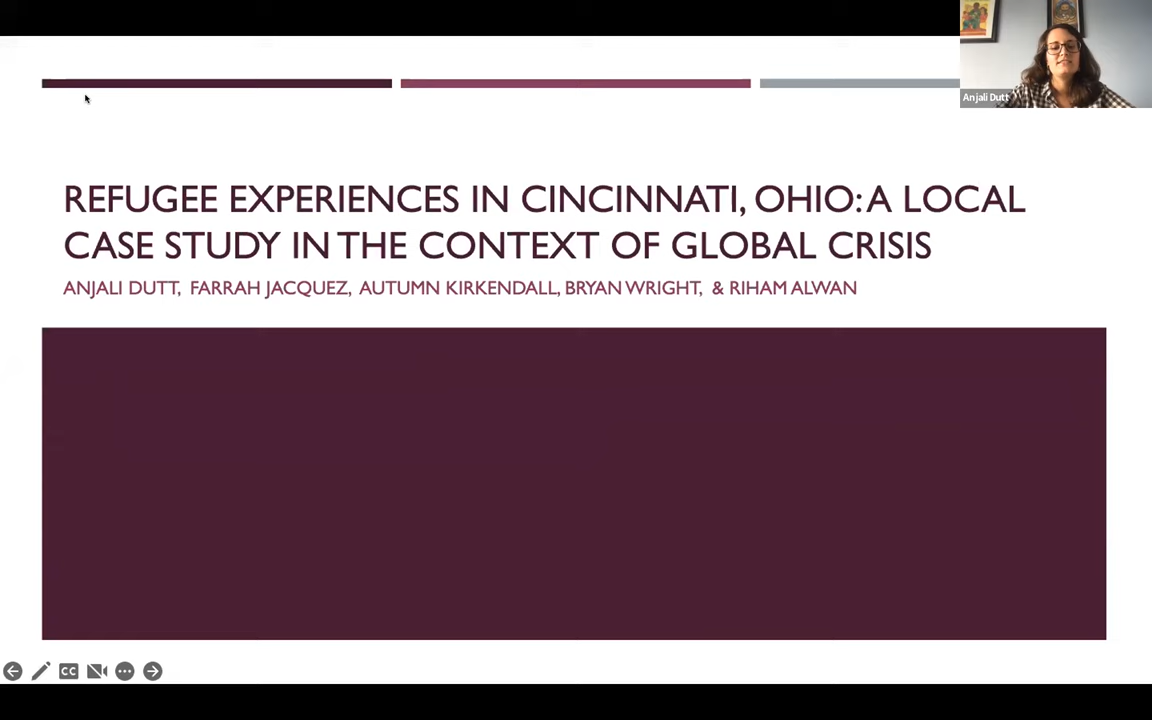 Anjali Dutt
REFUGEE EXPERIENCES IN CINCINNATI, OHIO: A LOCAL
CASE STUDY IN THE CONTEXT OF GLOBAL CRISIS
ANJALI DUTT, FARRAH JACQUEZ, AUTUMN KIRKENDALL, BRYAN WRIGHT, & RIHAM ALWAN
CC